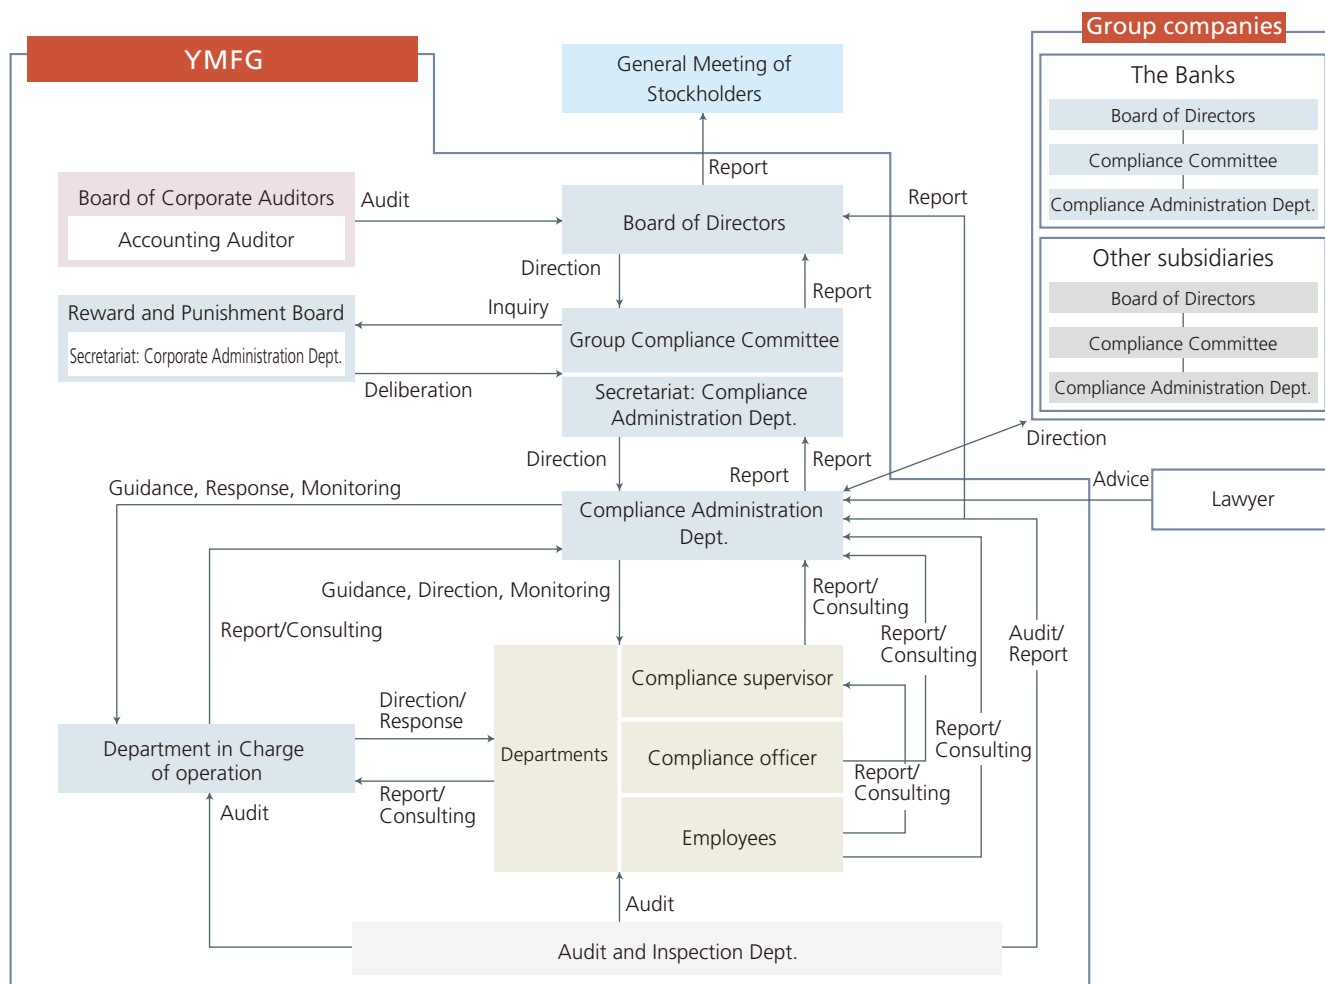 YMFG
Group companies
General Meeting of
Stockholders
The Banks
Board of Directors
Compliance Committee
Compliance Administration Dept.
Report
Board of Corporate Auditors
Accounting Auditor
Audit
Board of Directors
Report
Other subsidiaries
Board of Directors
Compliance Committee
Compliance Administration Dept.
Direction
Report
Reward and Punishment Board
Secretariat: Corporate Administration Dept.
Inquiry
Deliberation
Group Compliance Committee
Secretariat: Compliance
Administration Dept.
Direction
Direction
Report
Report
Advice
Lawyer
Guidance, Response, Monitoring
Compliance Administration
Dept.
Guidance, Direction, Monitoring
Report/
Consulting
Report/Consulting
Report/
Consulting
Audit/
Report
Direction/
Response
Compliance supervisor
Department in Charge
of operation
Departments
Compliance officer
Report/
Consulting
Report/
Consulting
Report/
Consulting
Audit
Employees
Audit
Audit and Inspection Dept.